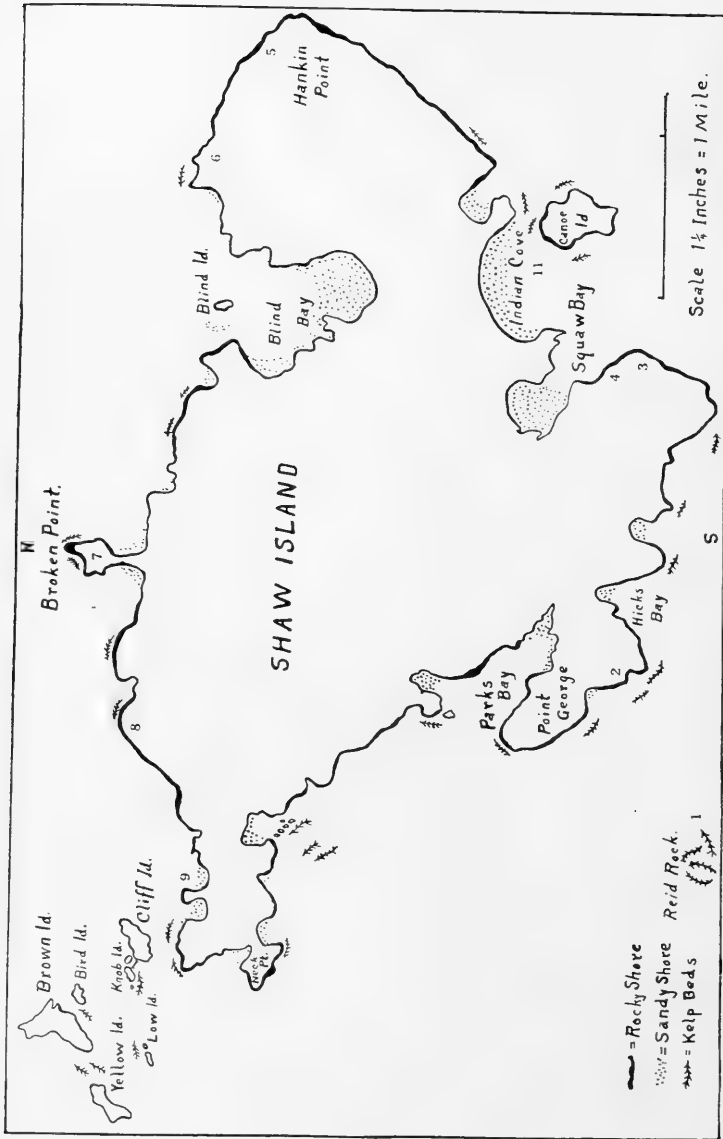 N
Broken Point.
7
8
9
Brown Id.
Bird Id.
Yellow Id.
Knob Id.
Cliff Id.
Low Id.
Neck
Pt.
Blind Id.
Blind
Bay
6
5
Hankin
Point
SHAW ISLAND
Indian Cove
11
Canoe
Id
Squaw Bay
4
3
Parks
Bay
Point
George
Hicks
Bay
2
S
Reid Rock.
1
= Rocky Shore
= Sandy Shore
= Kelp Beds
Scale 1¼ Inches = 1 Mile.